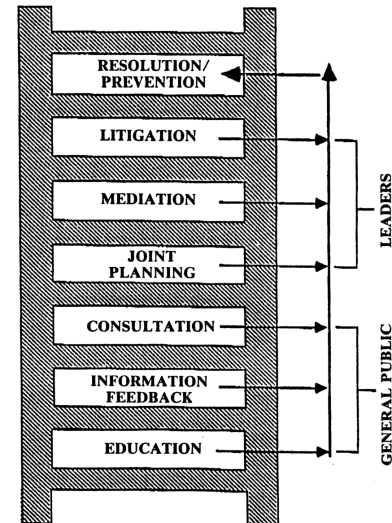 RESOLUTION/
PREVENTION
LITIGATION
MEDIATION
JOINT
PLANNING
CONSULTATION
INFORMATION
FEEDBACK
EDUCATION
LEADERS
GENERAL PUBLIC